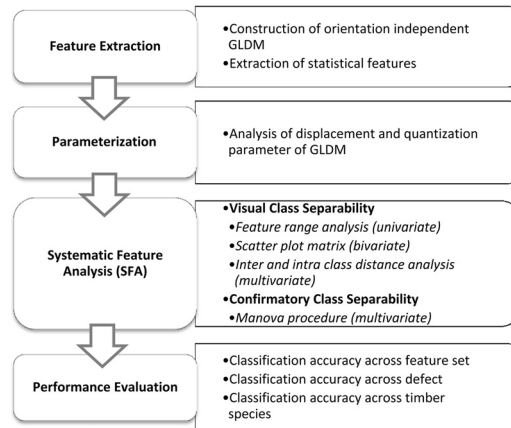 Feature Extraction
•Construction of orientation independent
GLDM
•Extraction of statistical features
Parameterization
•Analysis of displacement and quantization
parameter of GLDM
Systematic Feature
Analysis (SFA)
•Visual Class Separability
•Feature range analysis (univariate)
•Scatter plot matrix (bivariate)
•Inter and intra class distance analysis
(multivariate)
•Confirmatory Class Separability
•Manova procedure (multivariate)
Performance Evaluation
•Classification accuracy across feature set
•Classification accuracy across defect
•Classification accuracy across timber
species